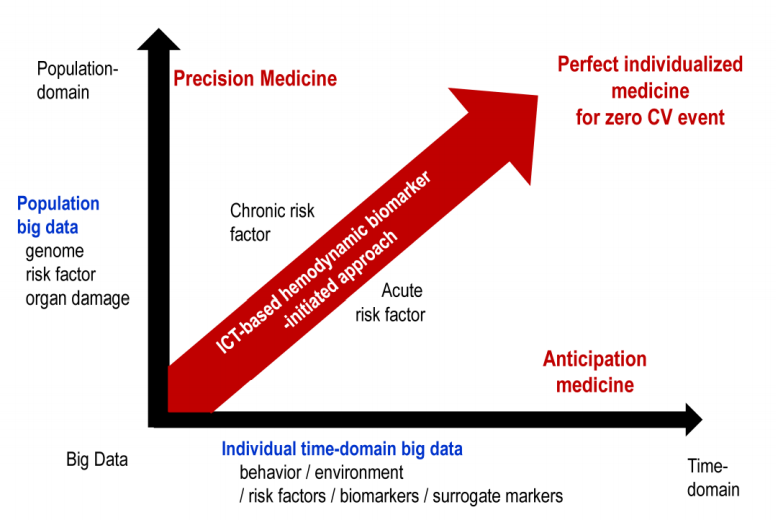 Population-
domain
Precision Medicine
Perfect individualized
medicine
for zero CV event
Population
big data
genome
risk factor
organ damage
Chronic risk
factor
ICT-based hemodynamic biomarker
-initiated approach
Acute
risk factor
Anticipation
medicine
Big Data
Individual time-domain big data
behavior / environment
/ risk factors / biomarkers / surrogate markers
Time-
domain